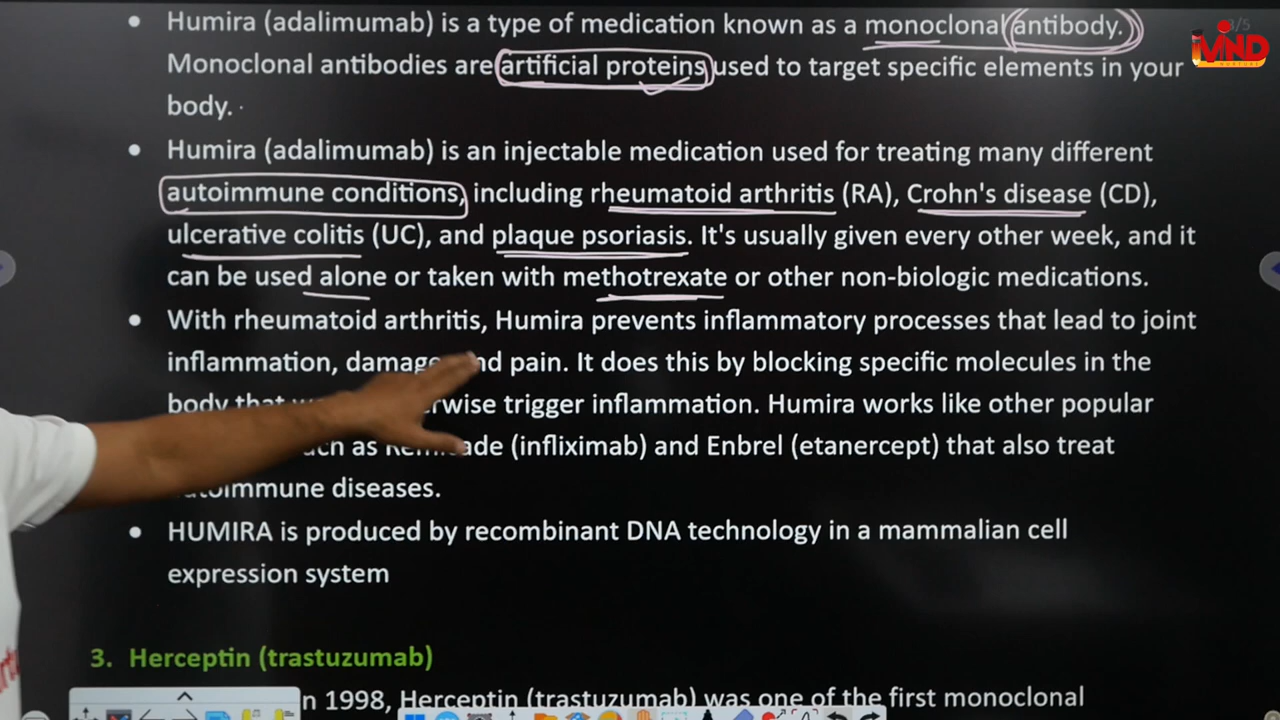 • Humira (adalimumab) is a type of medication known as a monoclonal antibody.
Monoclonal antibodies are artificial proteins used to target specific elements in your
body.
• Humira (adalimumab) is an injectable medication used for treating many different
autoimmune conditions, including rheumatoid arthritis (RA), Crohn's disease (CD),
ulcerative colitis (UC), and plaque psoriasis. It's usually given every other week, and it
can be used alone or taken with methotrexate or other non-biologic medications.
• With rheumatoid arthritis, Humira prevents inflammatory processes that lead to joint
inflammation, damage and pain. It does this by blocking specific molecules in the
body that otherwise trigger inflammation. Humira works like other popular
as (infliximab) and Enbrel (etanercept) that also treat
autoimmune diseases.
• HUMIRA is produced by recombinant DNA technology in a mammalian cell
expression system
3. Herceptin (trastuzumab)
n 1998, Herceptin (trastuzumab) was one of the first monoclonal
3/5
MND
NURTURE